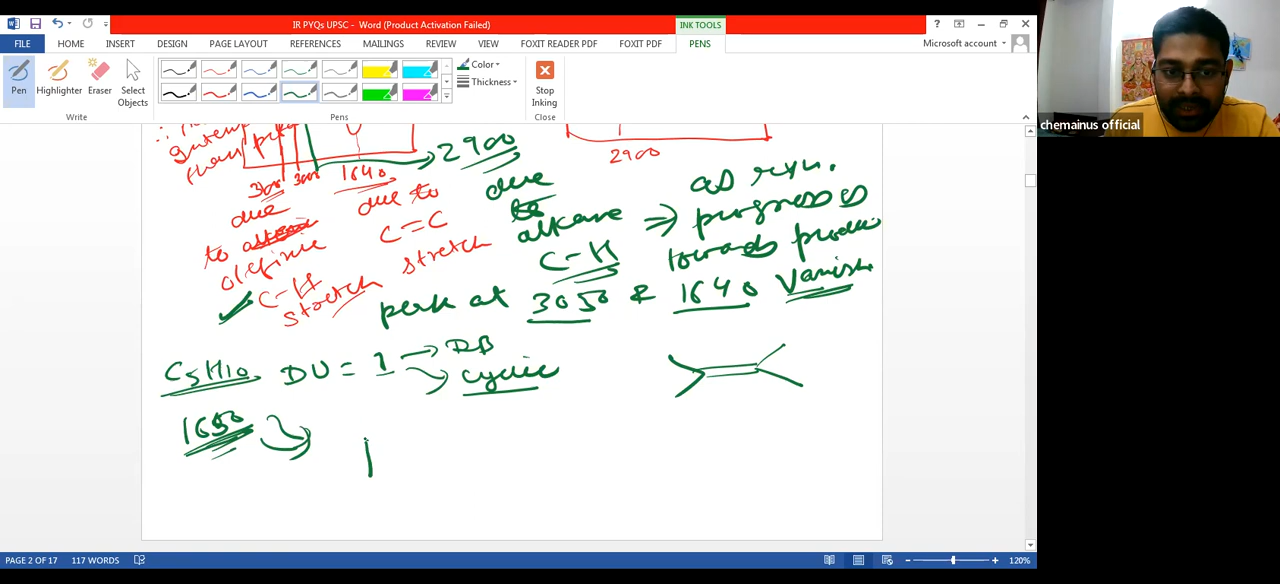 IR PYQs UPSC - Word (Product Activation Failed)
INK TOOLS
FILE HOME INSERT DESIGN PAGE LAYOUT REFERENCES MAILINGS REVIEW VIEW FOXIT READER PDF FOXIT PDF PENS
Microsoft account
Pen Highlighter Eraser Select Objects
Color
Thickness
Stop Inking
Write Pens Close
chemainus official
2900
2900
1640
due to
C=C
stretch
due
to
olefinic
C-H
stretch
due
to
alkane
C-H
⇒ as rxn.
progresses
towards
peak at 3050 & 1640 Vanish
C5H10 DU = 1 → DB
→ cyclic
1650
PAGE 2 OF 17 117 WORDS
120%